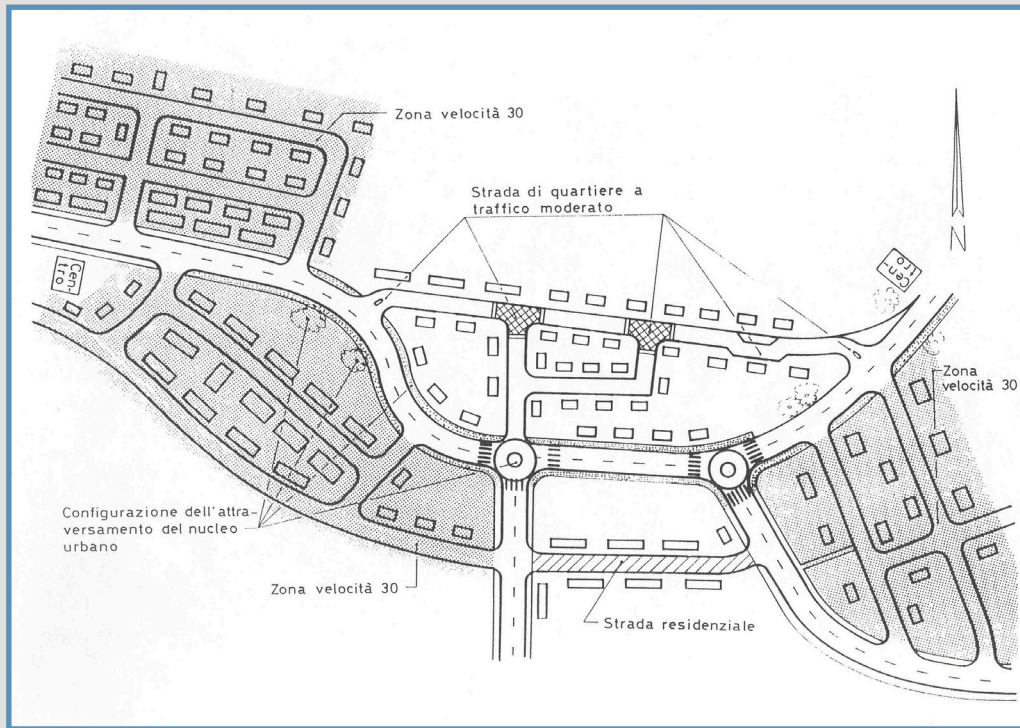 Zona velocità 30
Strada di quartiere a
traffico moderato
N
Cen-
tro
Cen-
tro
Zona
velocità 30
Configurazione dell'attra-
versamento del nucleo
urbano
Zona velocità 30
Strada residenziale